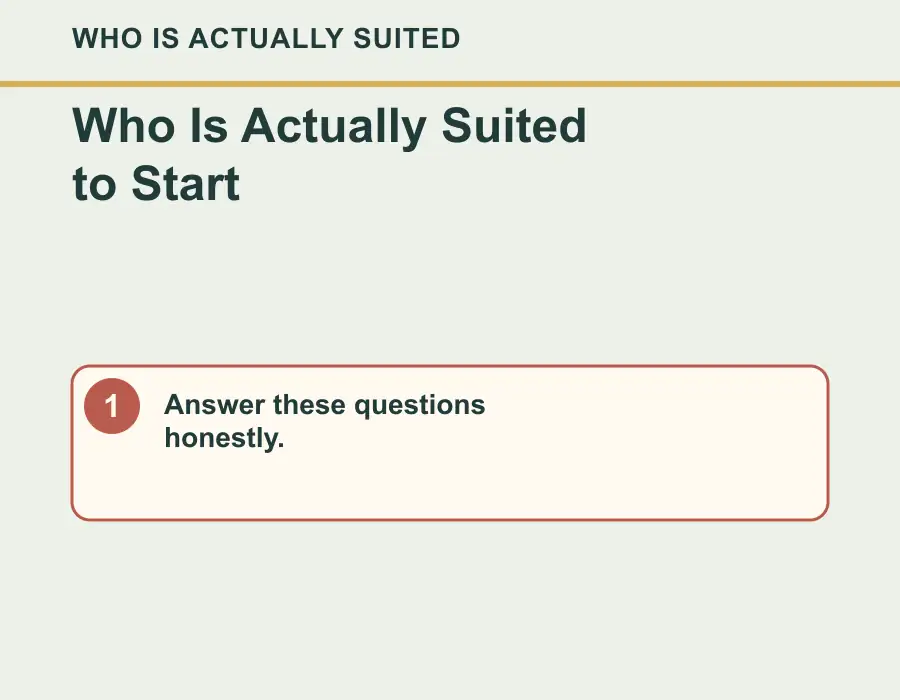 WHO IS ACTUALLY SUITED
Who Is Actually Suited
to Start
1
Answer these questions
honestly.